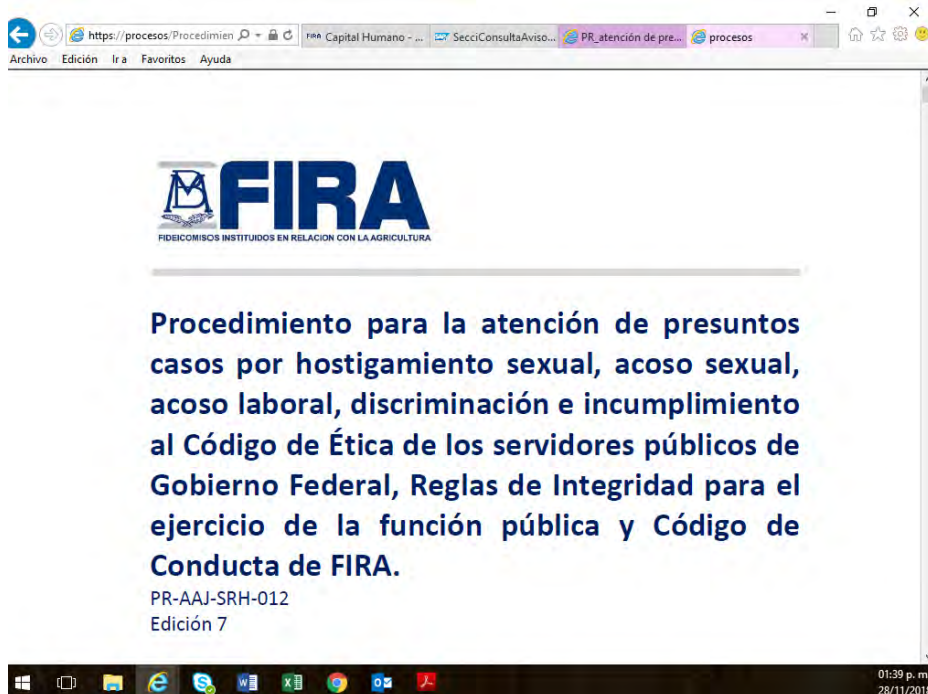 https://procesos/Procedimien
Capital Humano - ...
SecciConsultaAviso...
PR_atención de pre...
procesos
Archivo Edición Ir a Favoritos Ayuda
FIRA
FIDEICOMISOS INSTITUIDOS EN RELACION CON LA AGRICULTURA
Procedimiento para la atención de presuntos
casos por hostigamiento sexual, acoso sexual,
acoso laboral, discriminación e incumplimiento
al Código de Ética de los servidores públicos de
Gobierno Federal, Reglas de Integridad para el
ejercicio de la función pública y Código de
Conducta de FIRA.
PR-AAJ-SRH-012
Edición 7
01:39 p. m
28/11/2018